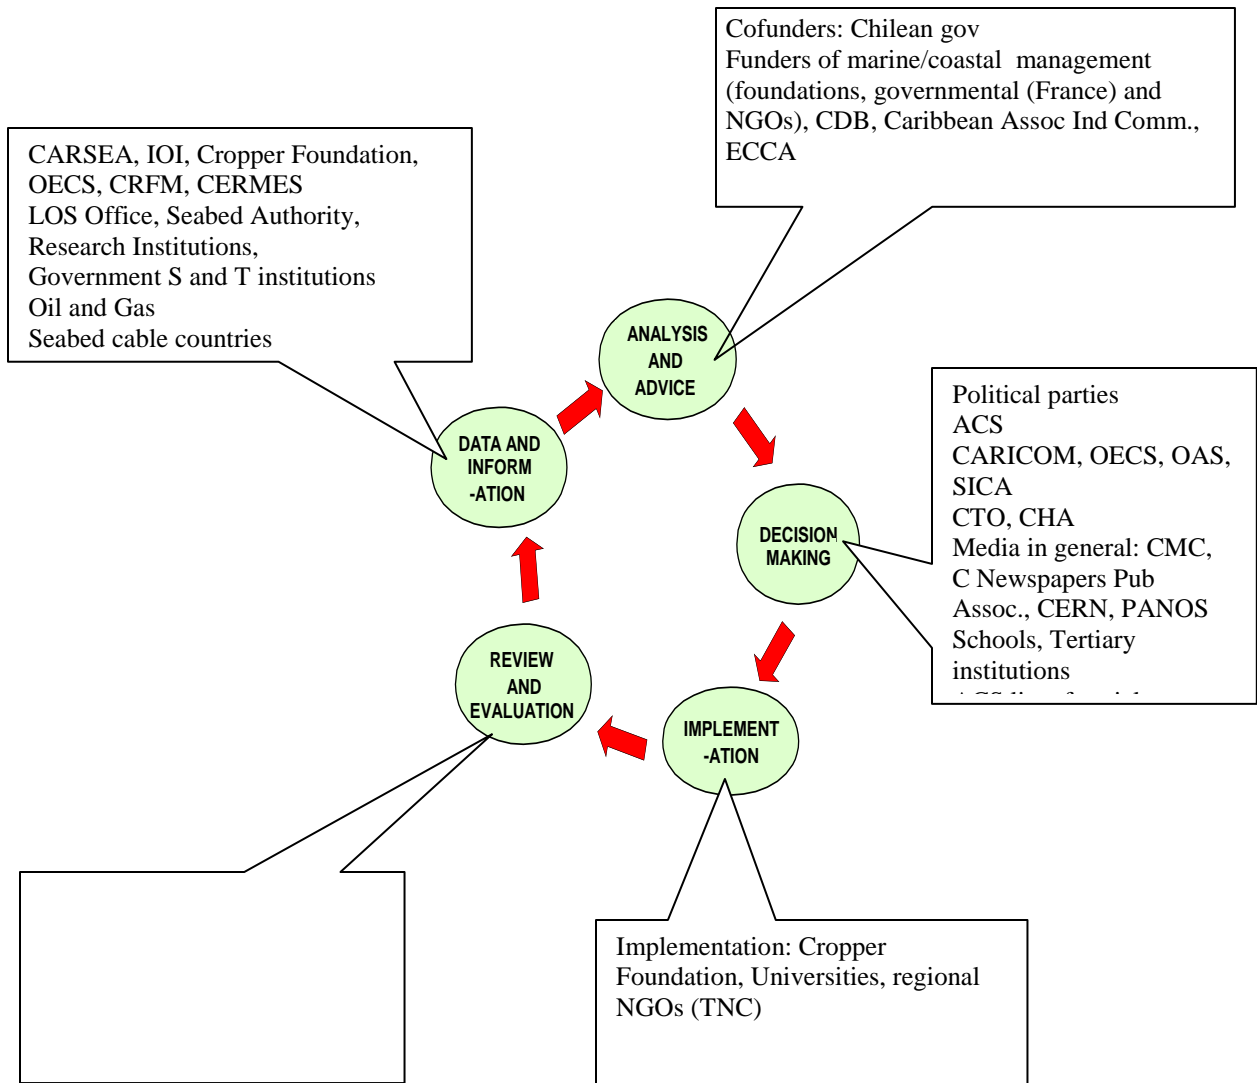 Cofunders: Chilean gov
Funders of marine/coastal management
(foundations, governmental (France) and
NGOs), CDB, Caribbean Assoc Ind Comm.,
ECCA
CARSEA, IOI, Cropper Foundation,
OECS, CRFM, CERMES
LOS Office, Seabed Authority,
Research Institutions,
Government S and T institutions
Oil and Gas
Seabed cable countries
ANALYSIS
AND
ADVICE
DATA AND
INFORM
-ATION
DECISION
MAKING
Political parties
ACS
CARICOM, OECS, OAS,
SICA
CTO, CHA
Media in general: CMC,
C Newspapers Pub
Assoc., CERN, PANOS
Schools, Tertiary
institutions
REVIEW
AND
EVALUATION
IMPLEMENT
-ATION
Implementation: Cropper
Foundation, Universities, regional
NGOs (TNC)